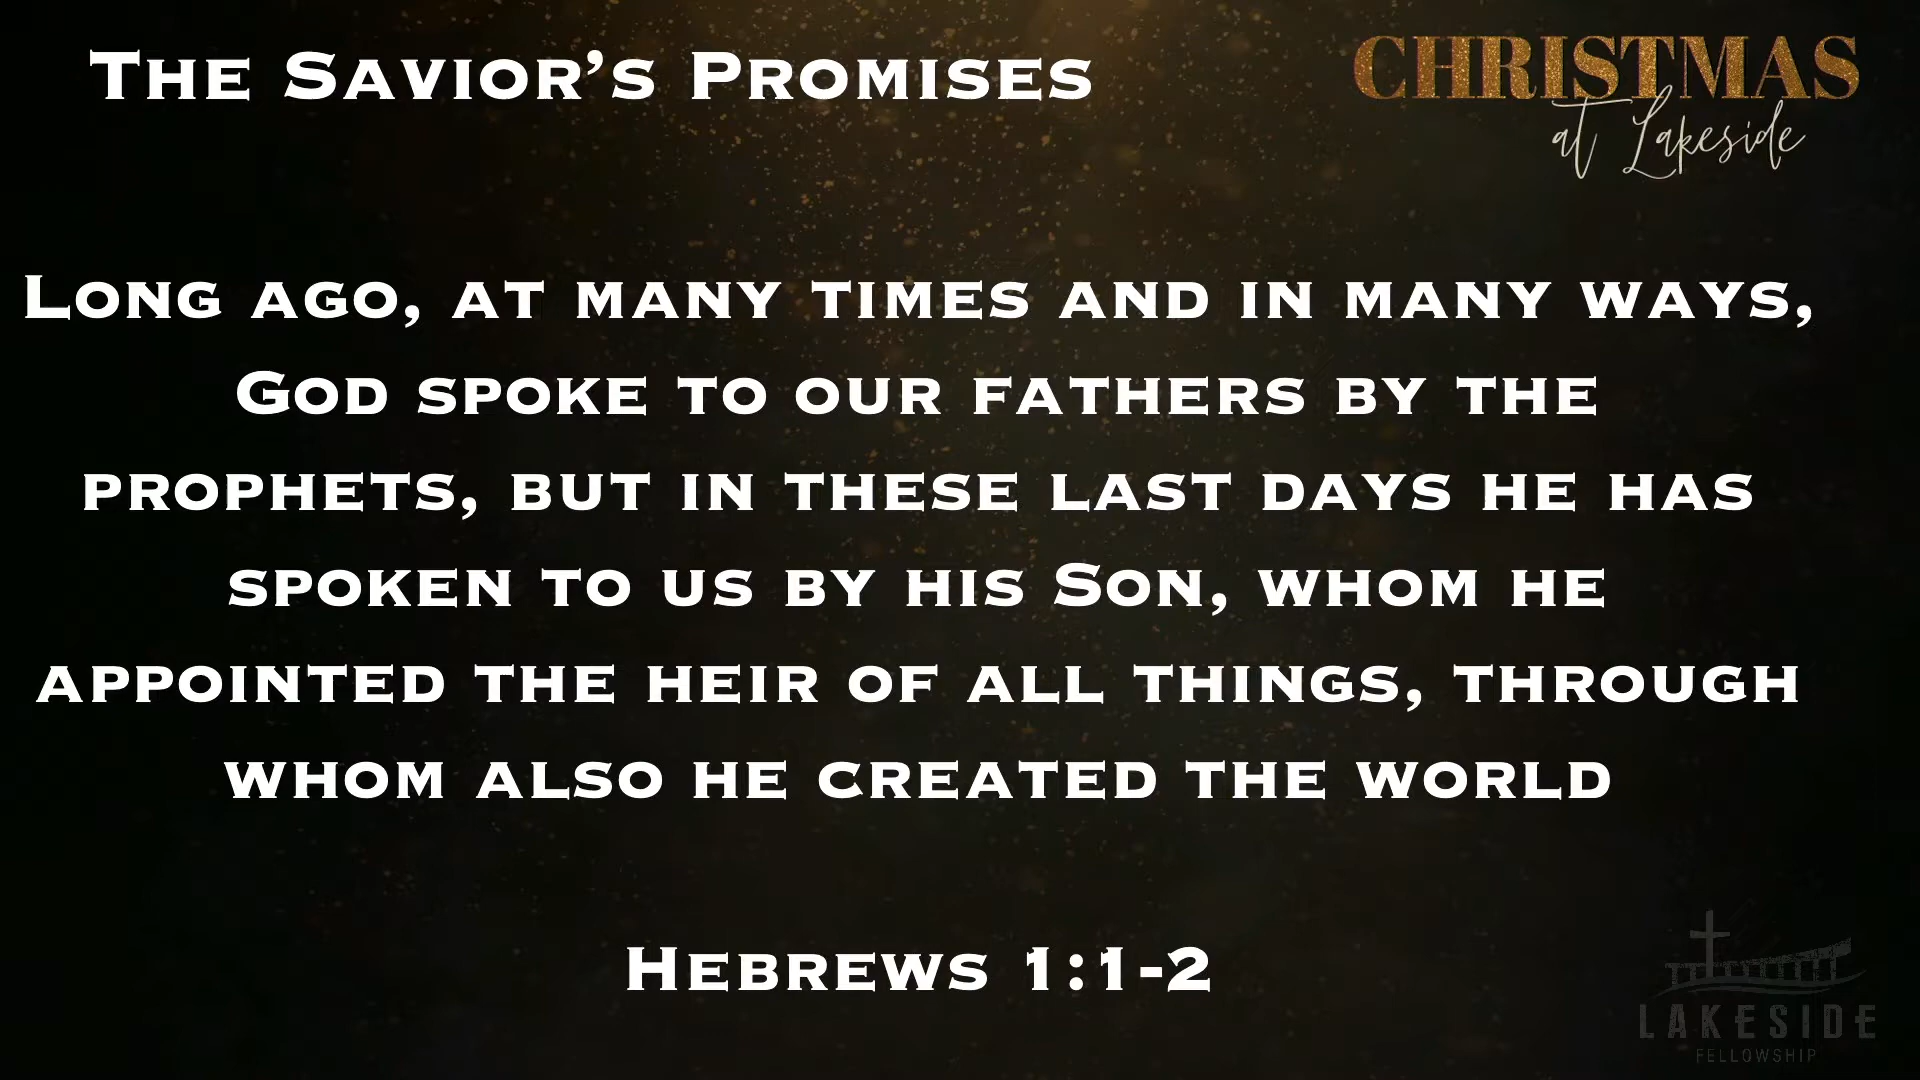 The Savior's Promises
CHRISTMAS
at Lakeside
Long ago, at many times and in many ways,
God spoke to our fathers by the
prophets, but in these last days he has
spoken to us by his Son, whom he
appointed the heir of all things, through
whom also he created the world
Hebrews 1:1-2
LAKESIDE
FELLOWSHIP